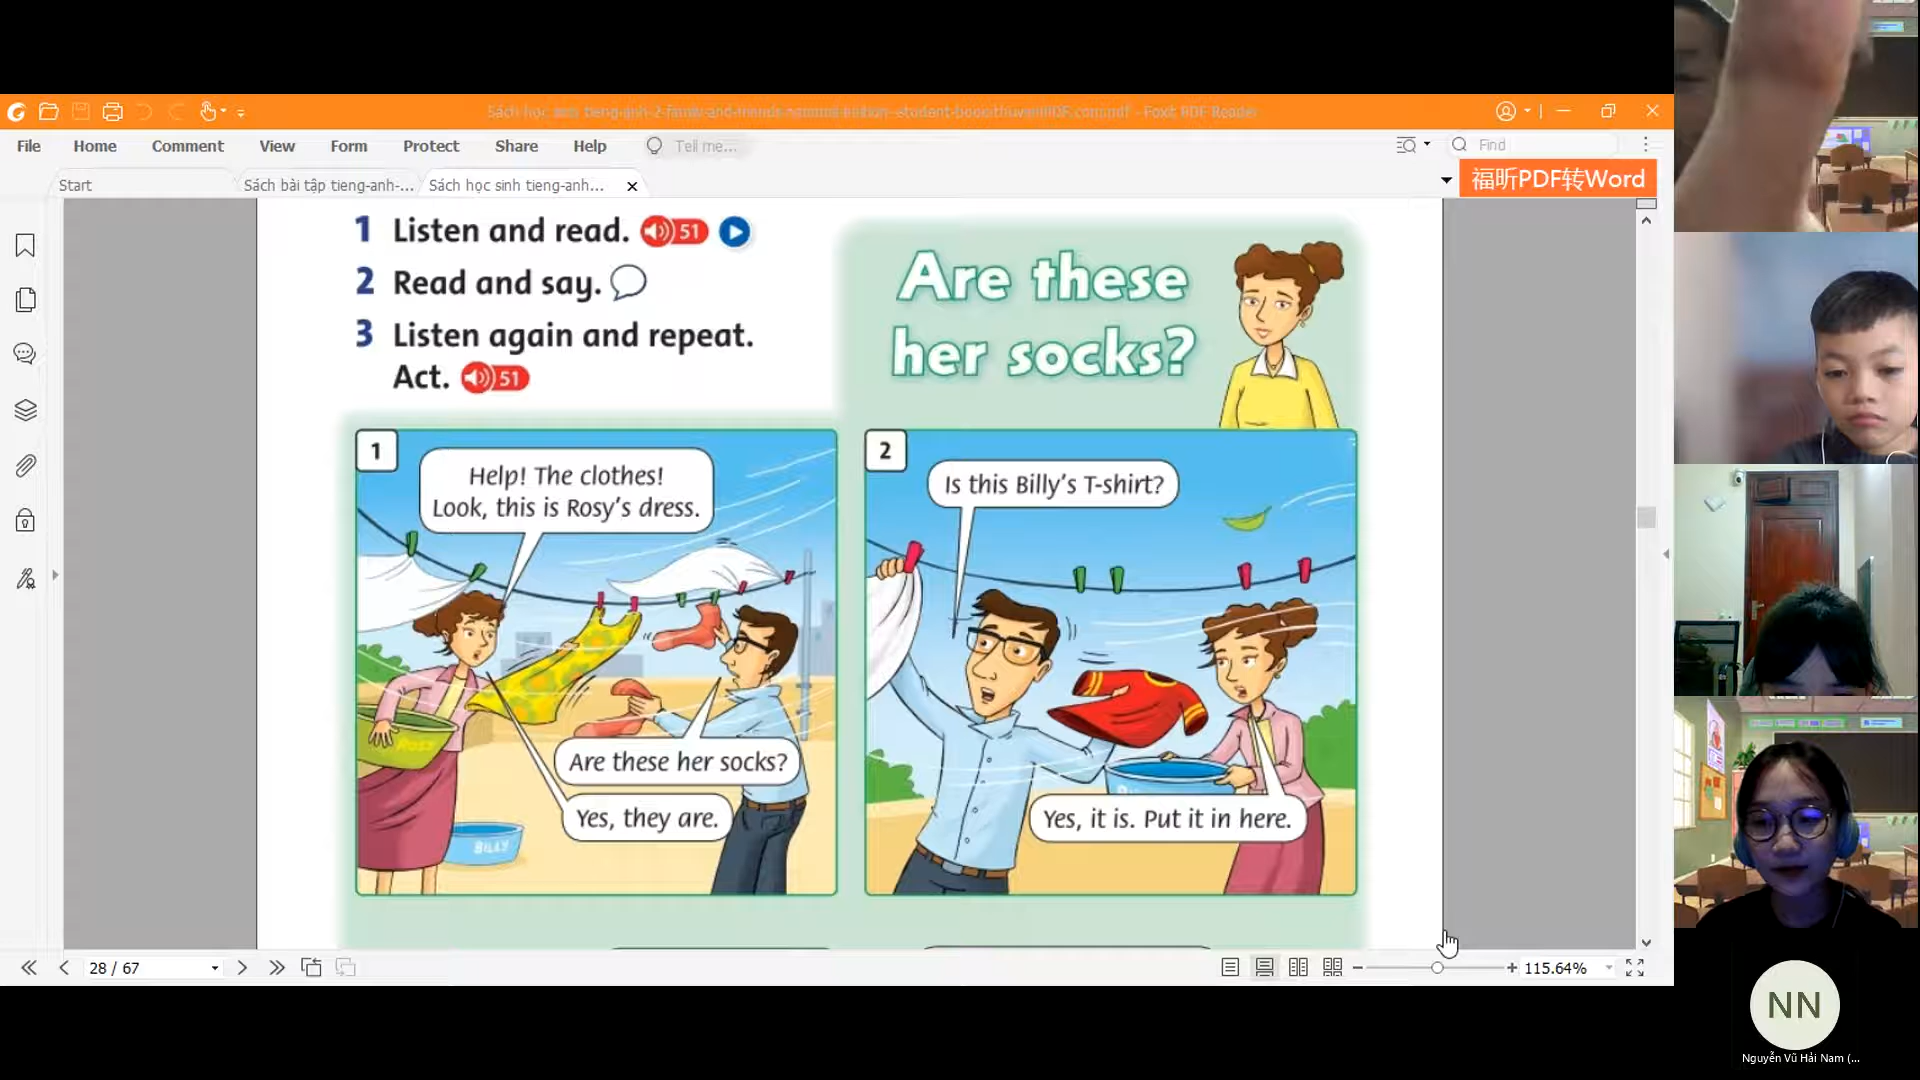 File Home Comment View Form Protect Share Help Tell me... Find
Start Sách bài tập tieng-anh-... Sách học sinh tieng-anh... 福昕PDF转Word
1 Listen and read. 51
2 Read and say.
3 Listen again and repeat.
Act. 51
Are these
her socks?
1
Help! The clothes!
Look, this is Rosy's dress.
ROSY
Are these her socks?
Yes, they are.
BILLY
2
Is this Billy's T-shirt?
Yes, it is. Put it in here.
28 / 67
115.64%
NN
Nguyễn Vũ Hải Nam (...